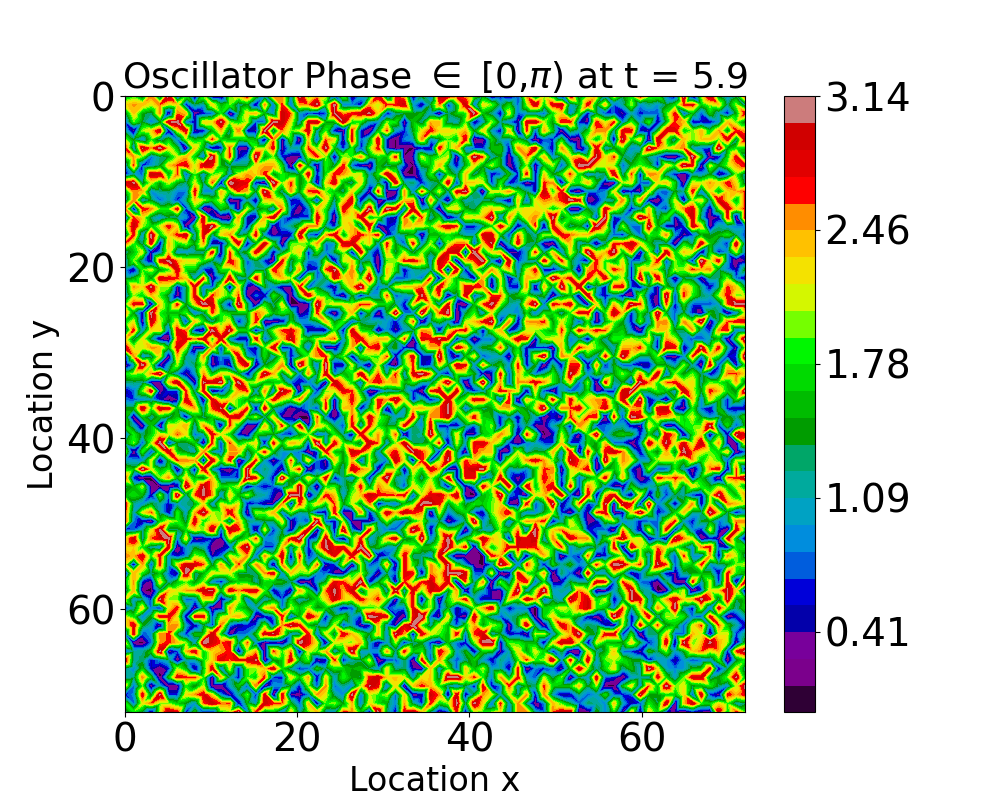 Oscillator Phase ∈ [0,π) at t = 5.9
0
20
40
60
Location y
0 20 40 60
Location x
3.14
2.46
1.78
1.09
0.41